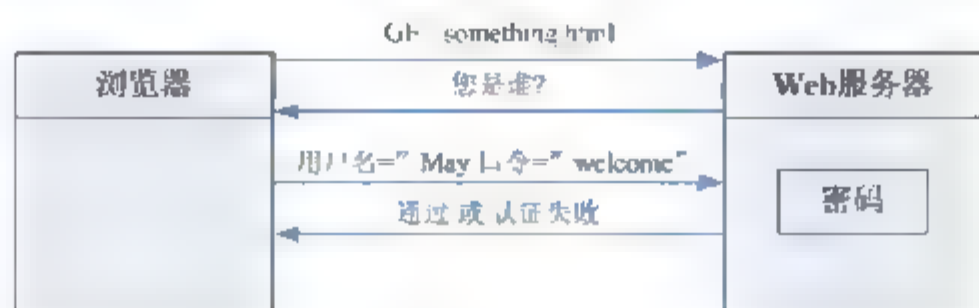 something.html
浏览器
您是谁?
Web服务器
用户名=" May 口令=" welcome"
密码
通过 或 认证失败